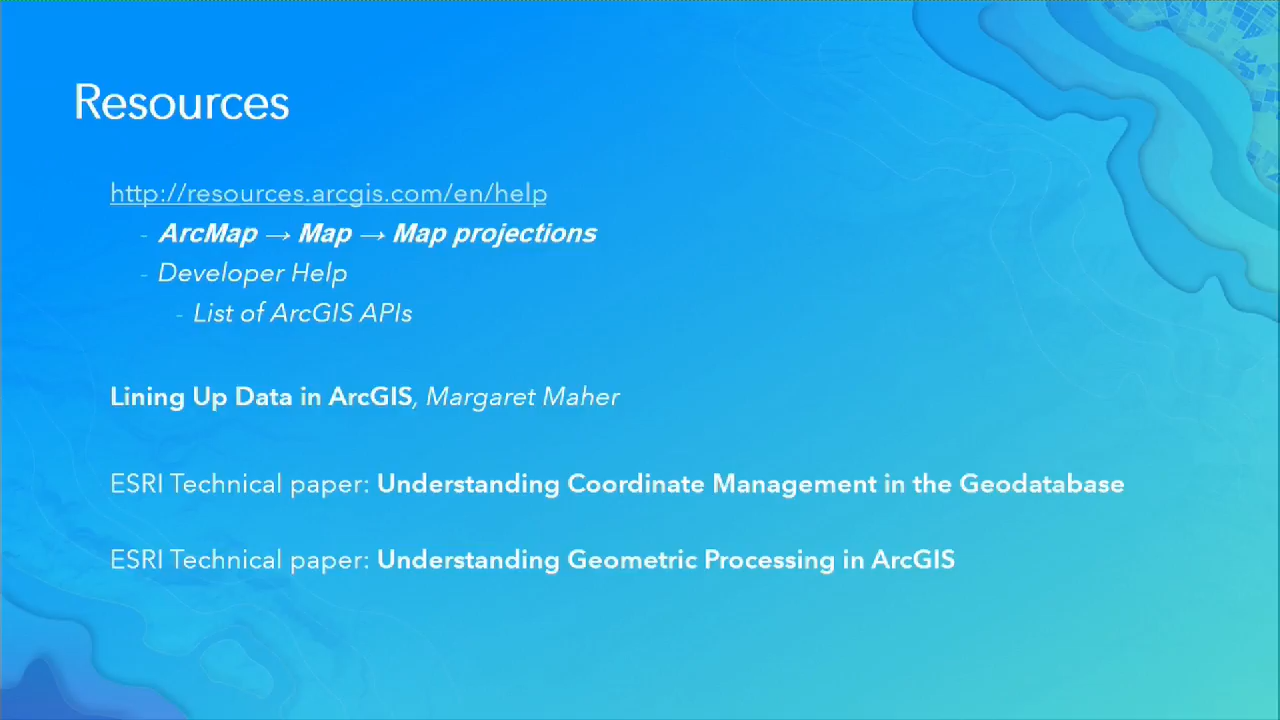 Resources
http://resources.arcgis.com/en/help
- ArcMap → Map → Map projections
- Developer Help
- List of ArcGIS APIs
Lining Up Data in ArcGIS, Margaret Maher
ESRI Technical paper: Understanding Coordinate Management in the Geodatabase
ESRI Technical paper: Understanding Geometric Processing in ArcGIS